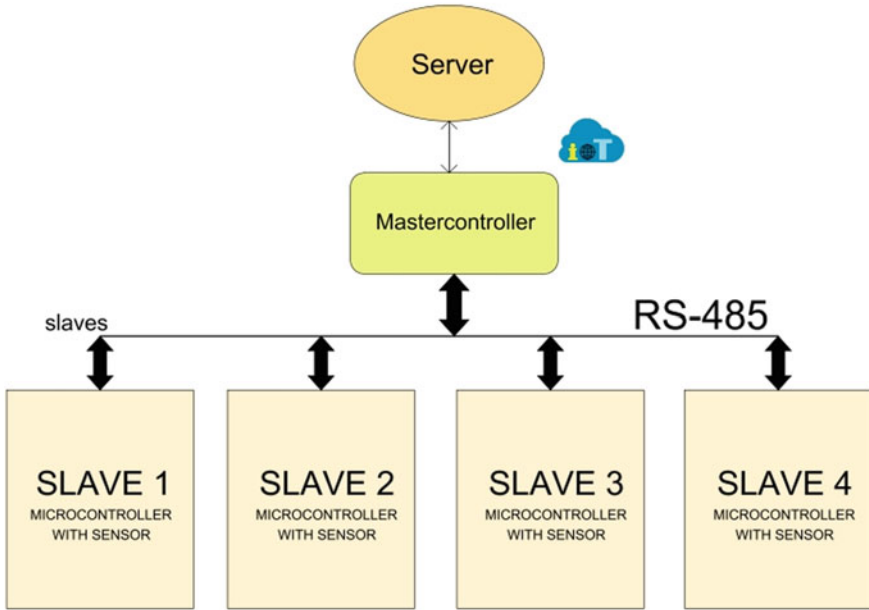 Server
ioT
Mastercontroller
slaves
RS-485
SLAVE 1
MICROCONTROLLER
WITH SENSOR
SLAVE 2
MICROCONTROLLER
WITH SENSOR
SLAVE 3
MICROCONTROLLER
WITH SENSOR
SLAVE 4
MICROCONTROLLER
WITH SENSOR